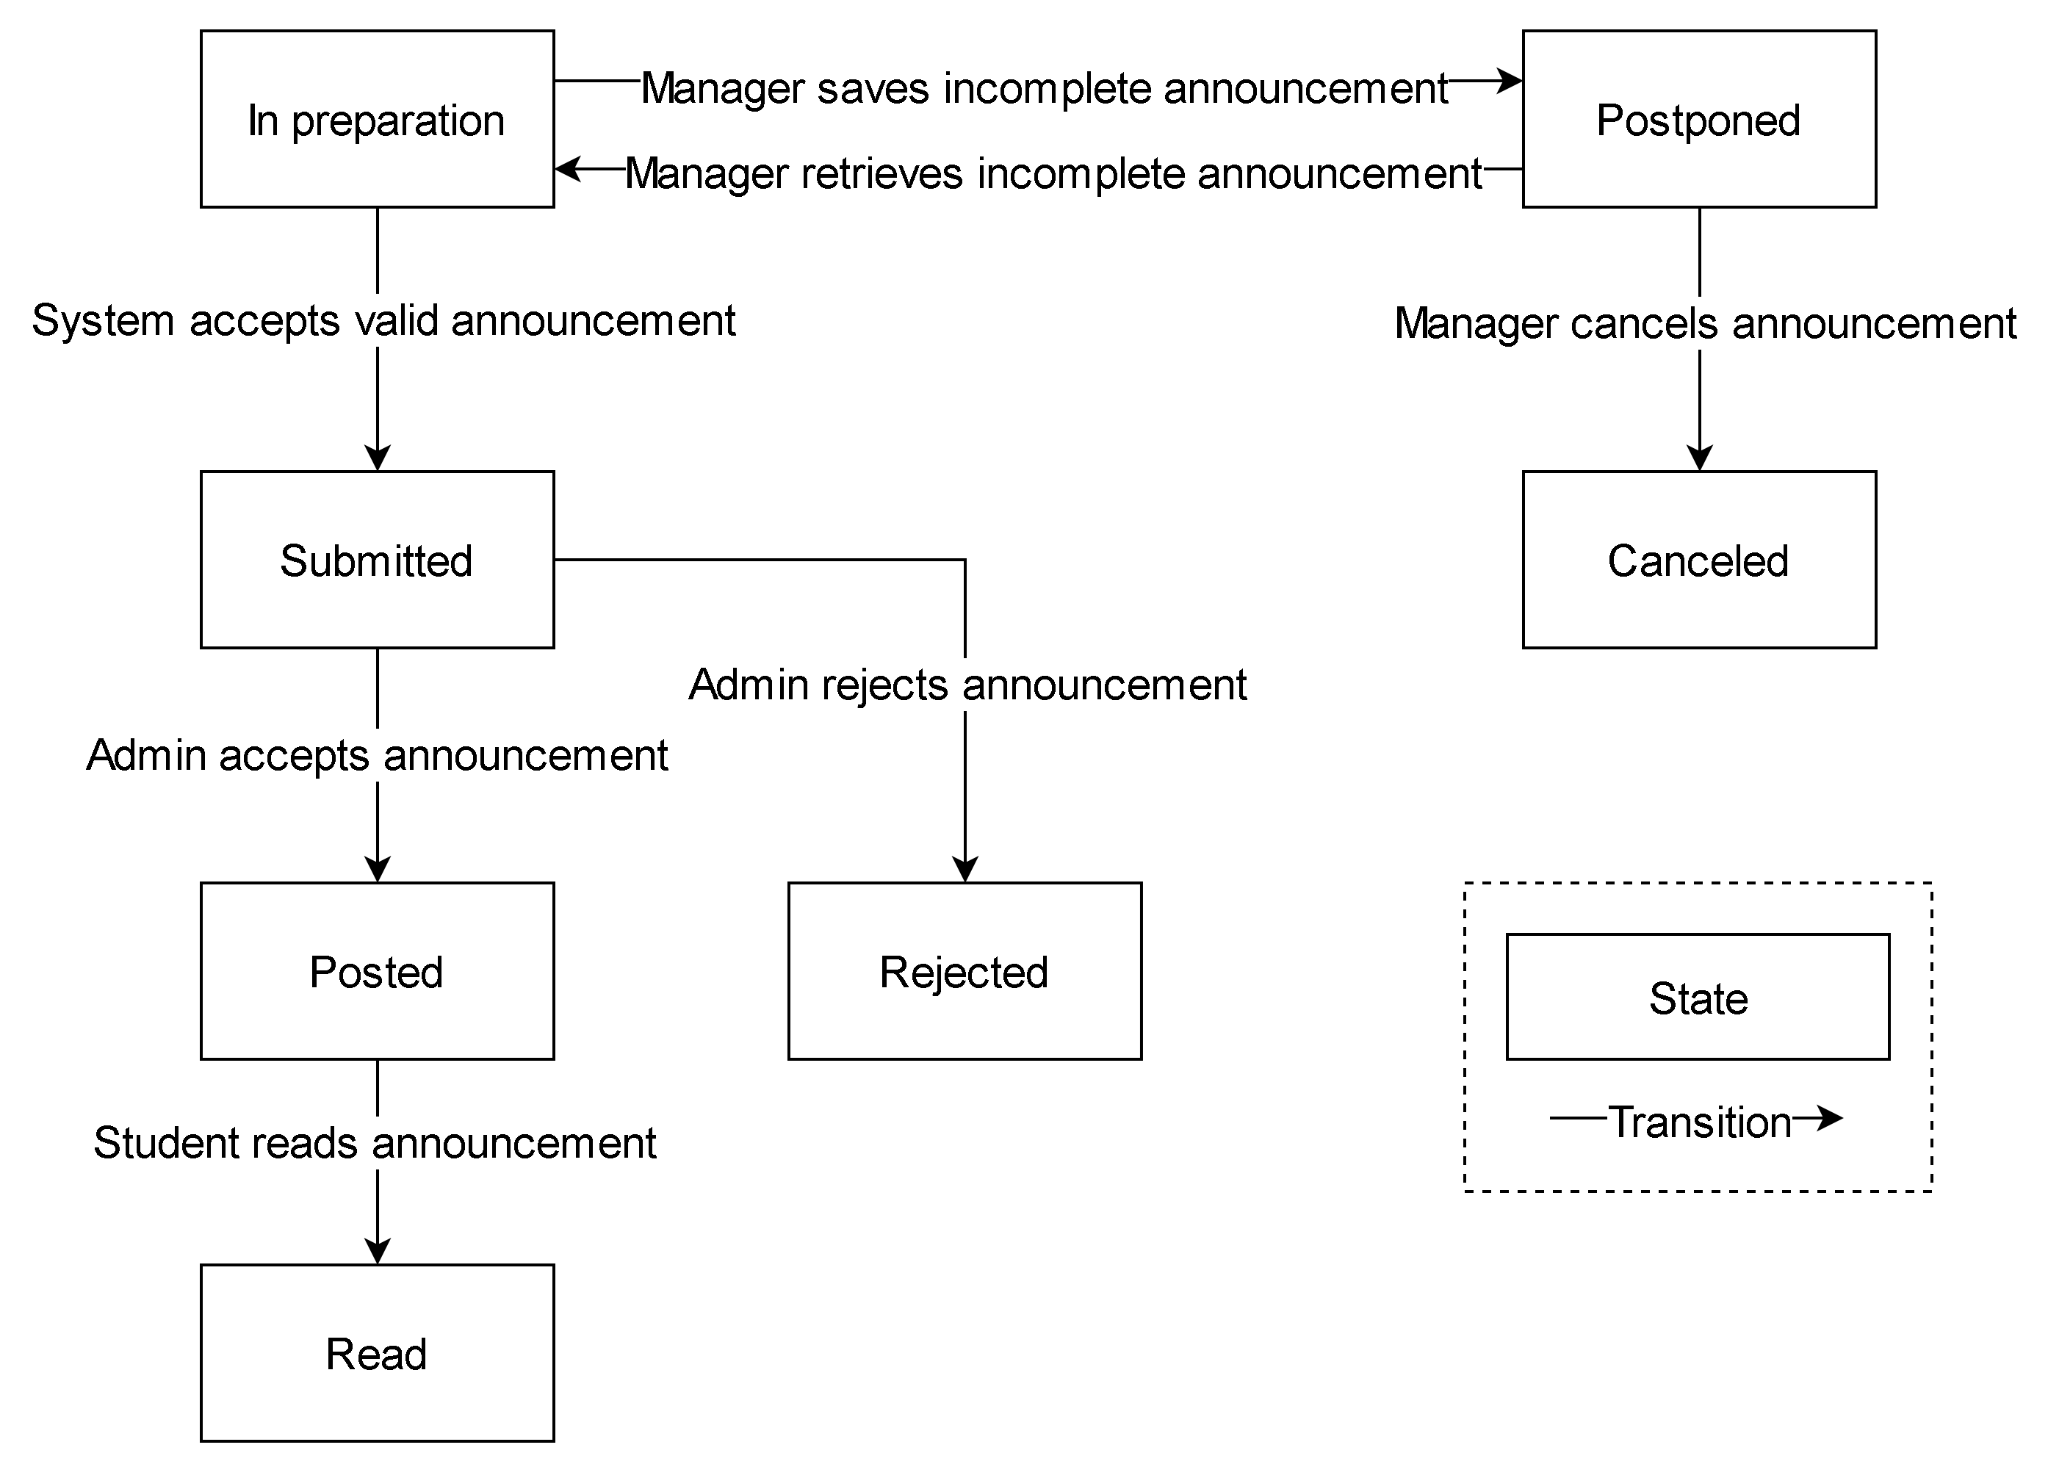 In preparation
Manager saves incomplete announcement
Postponed
Manager retrieves incomplete announcement
System accepts valid announcement
Manager cancels announcement
Submitted
Canceled
Admin rejects announcement
Admin accepts announcement
Posted
Rejected
State
Transition
Student reads announcement
Read